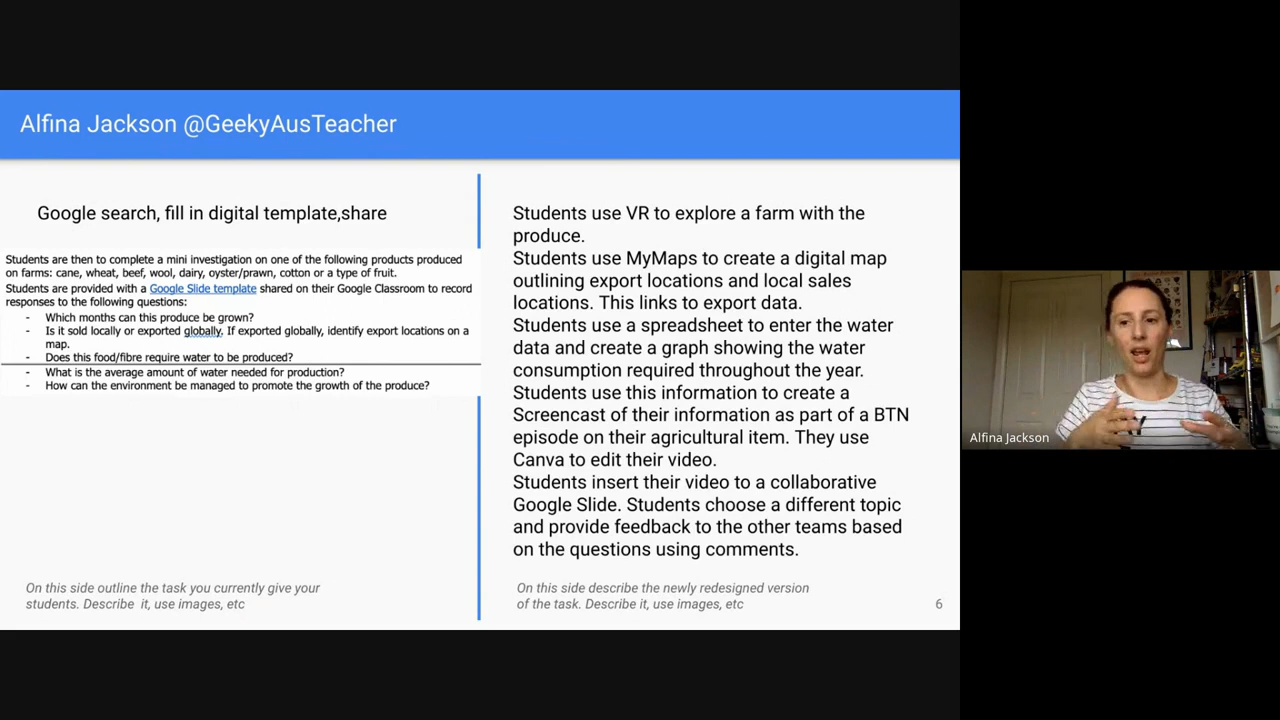 Alfina Jackson @GeekyAusTeacher
Google search, fill in digital template,share
Students are then to complete a mini investigation on one of the following products produced
on farms: cane, wheat, beef, wool, dairy, oyster/prawn, cotton or a type of fruit.
Students are provided with a Google Slide template shared on their Google Classroom to record
responses to the following questions:
- Which months can this produce be grown?
- Is it sold locally or exported globally. If exported globally, identify export locations on a
map.
- Does this food/fibre require water to be produced?
- What is the average amount of water needed for production?
- How can the environment be managed to promote the growth of the produce?
On this side outline the task you currently give your
students. Describe it, use images, etc
Students use VR to explore a farm with the
produce.
Students use MyMaps to create a digital map
outlining export locations and local sales
locations. This links to export data.
Students use a spreadsheet to enter the water
data and create a graph showing the water
consumption required throughout the year.
Students use this information to create a
Screencast of their information as part of a BTN
episode on their agricultural item. They use
Canva to edit their video.
Students insert their video to a collaborative
Google Slide. Students choose a different topic
and provide feedback to the other teams based
on the questions using comments.
On this side describe the newly redesigned version
of the task. Describe it, use images, etc
6
Alfina Jackson